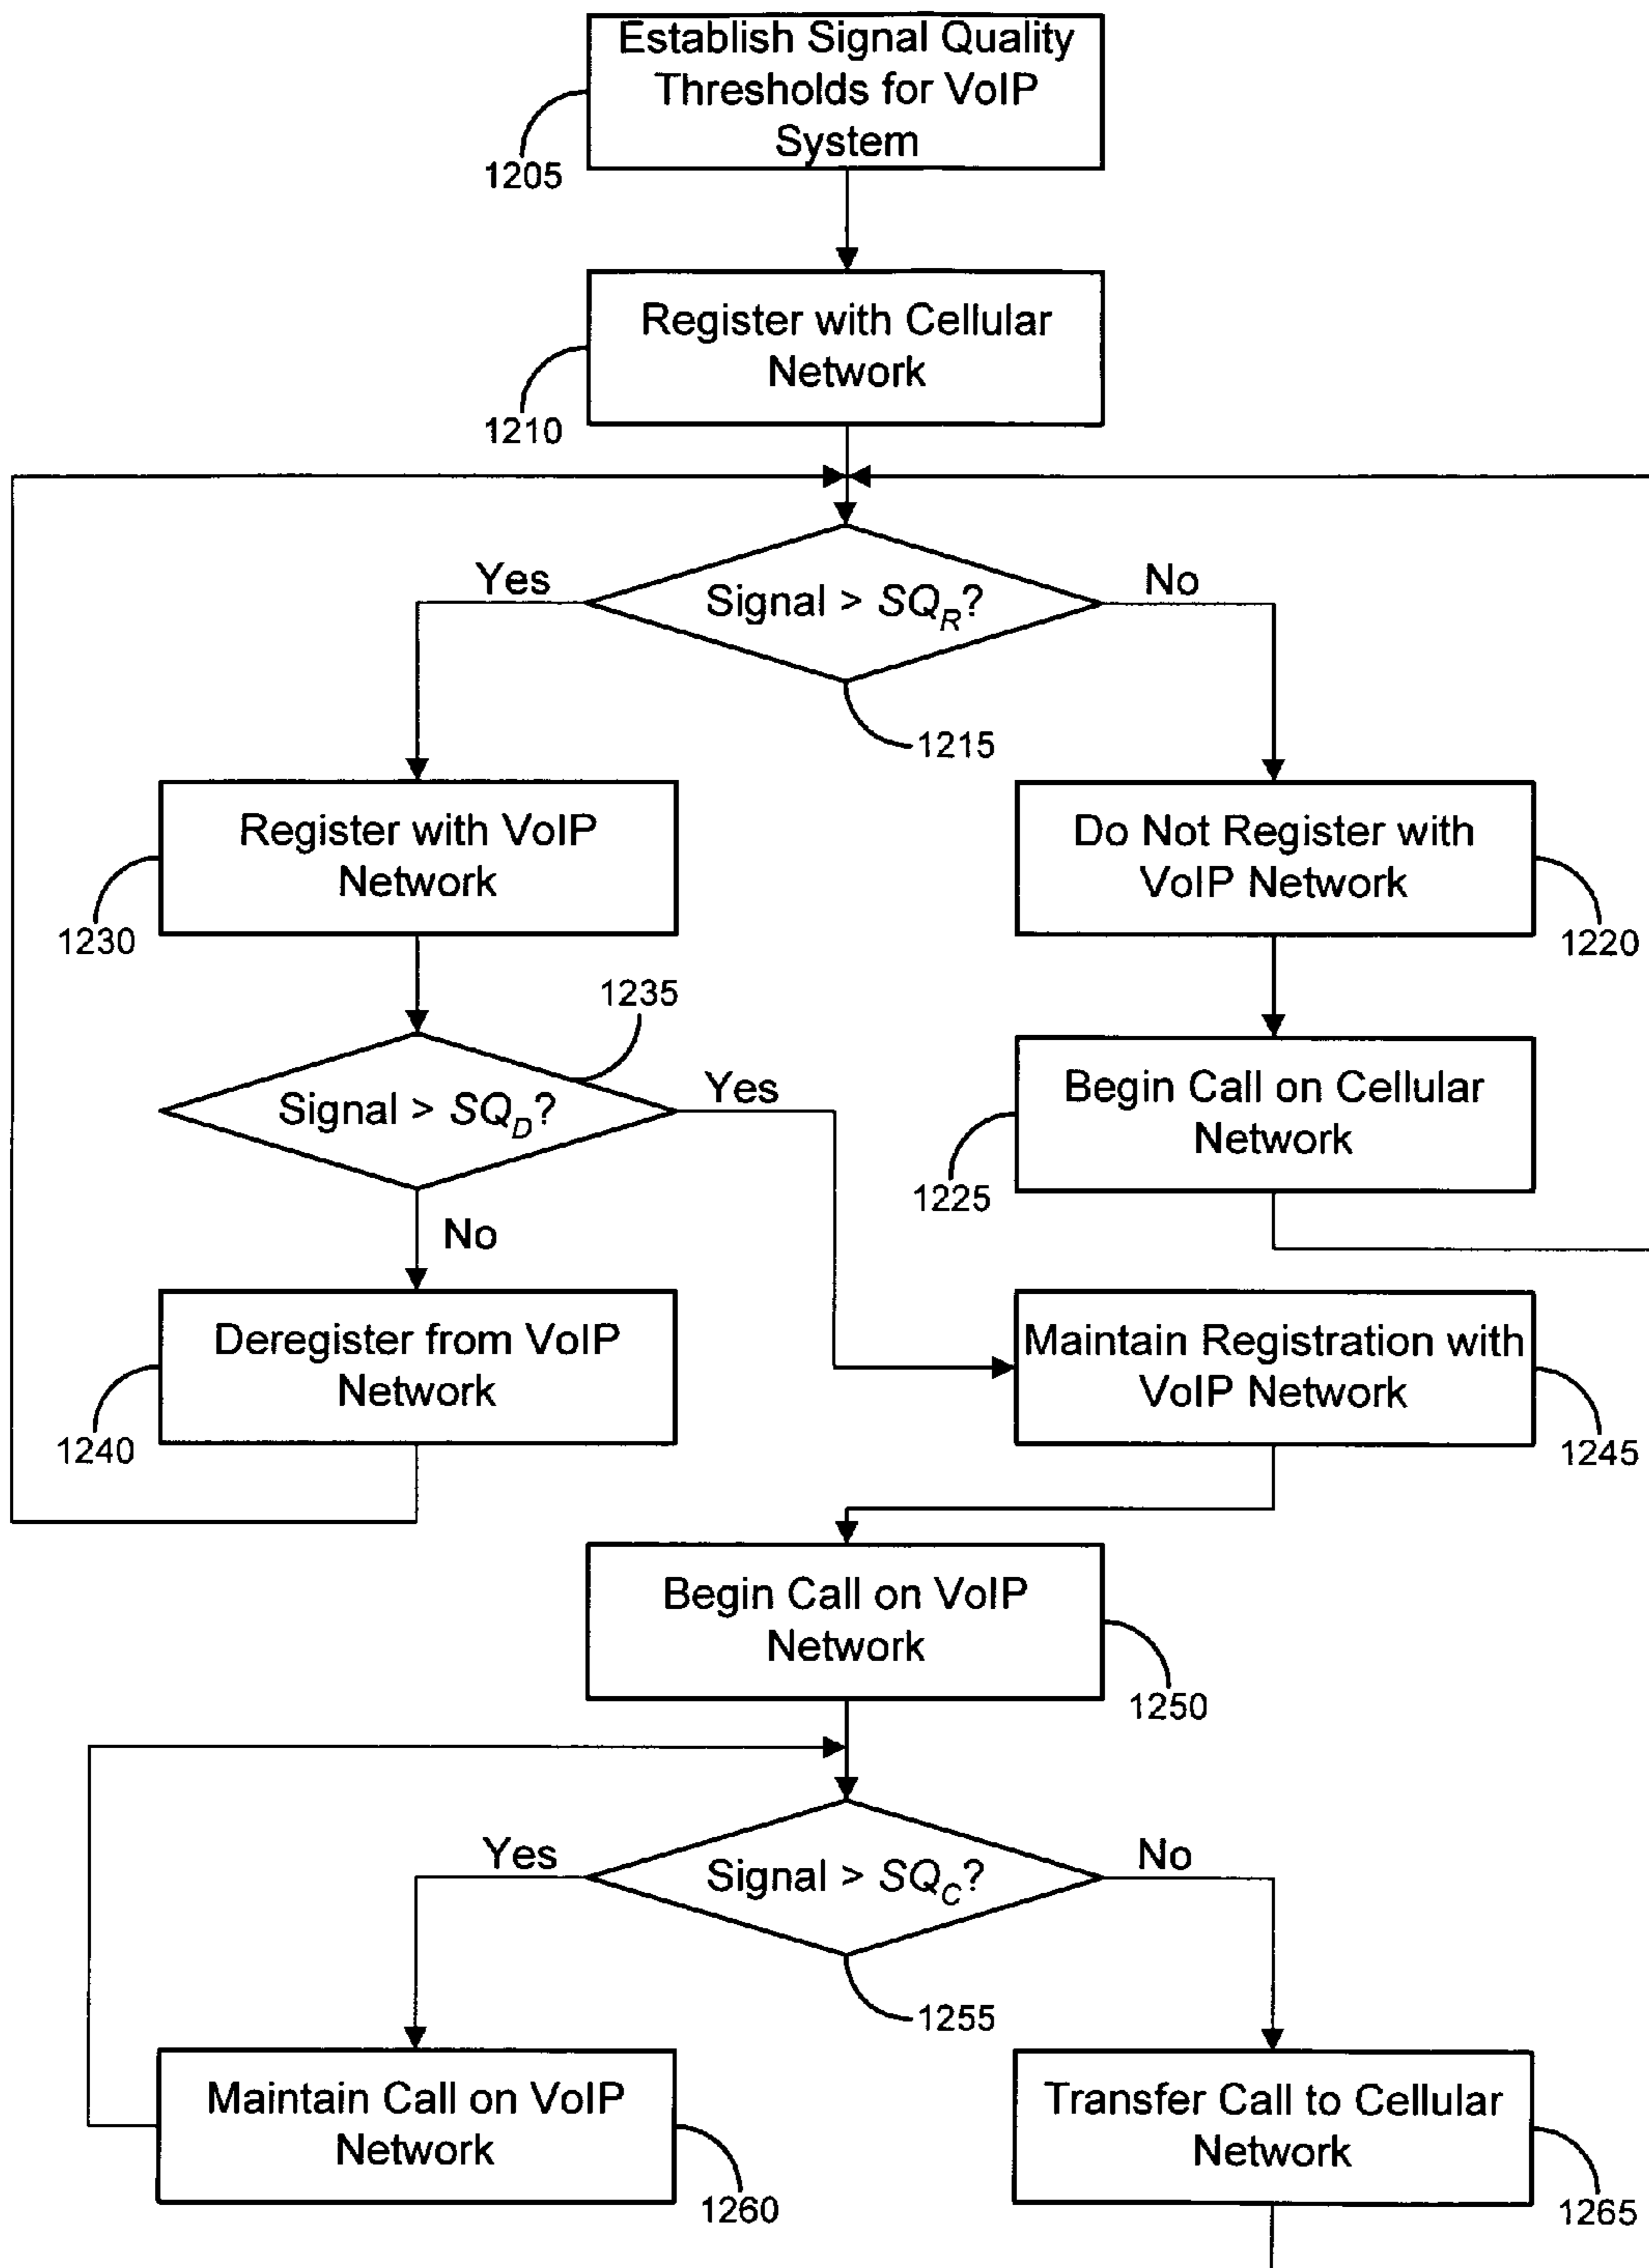 Establish Signal Quality
Thresholds for VoIP
System
1205
Register with Cellular
Network
1210
Signal > SQ_R?
Yes
No
1215
Register with VoIP
Network
1230
Do Not Register with
VoIP Network
1220
1235
Signal > SQ_D?
Yes
No
Begin Call on Cellular
Network
1225
Deregister from VoIP
Network
1240
Maintain Registration with
VoIP Network
1245
Begin Call on VoIP
Network
1250
Signal > SQ_C?
Yes
No
1255
Maintain Call on VoIP
Network
1260
Transfer Call to Cellular
Network
1265